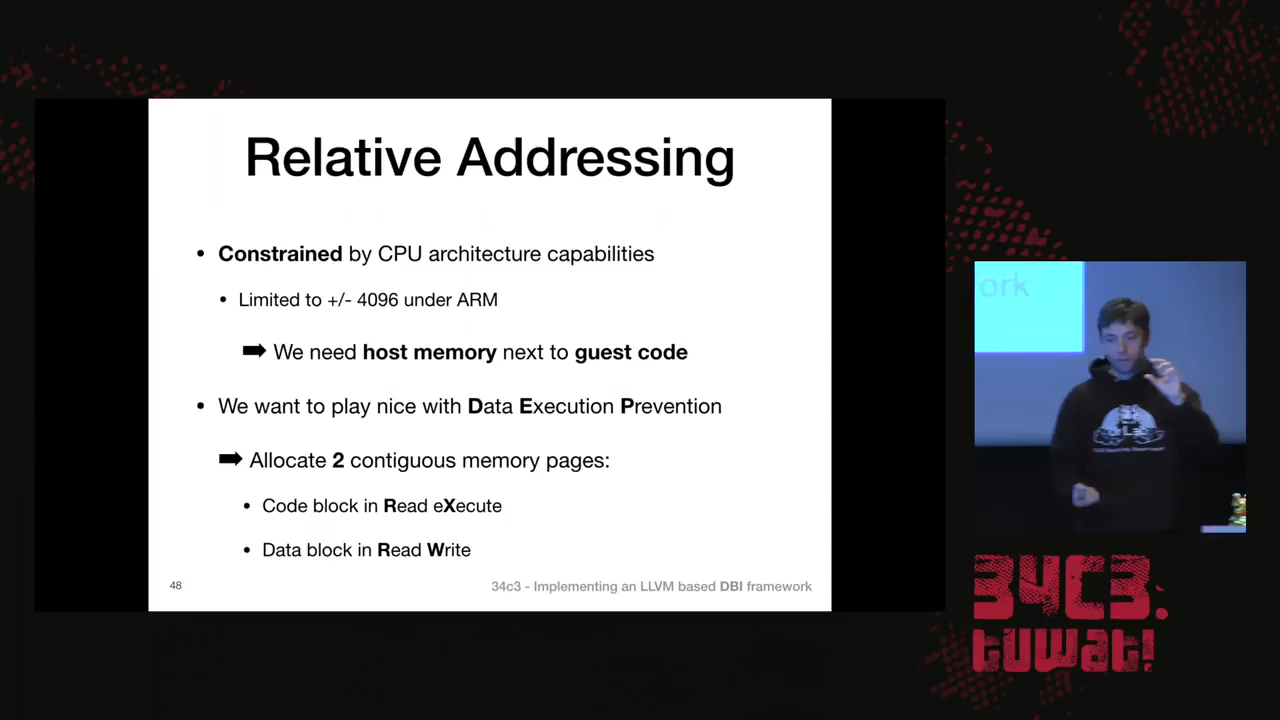 Relative Addressing
• Constrained by CPU architecture capabilities
• Limited to +/- 4096 under ARM
➡ We need host memory next to guest code
• We want to play nice with Data Execution Prevention
➡ Allocate 2 contiguous memory pages:
• Code block in Read eXecute
• Data block in Read Write
48
34c3 - Implementing an LLVM based DBI framework
ork
34C3.
tuwat!